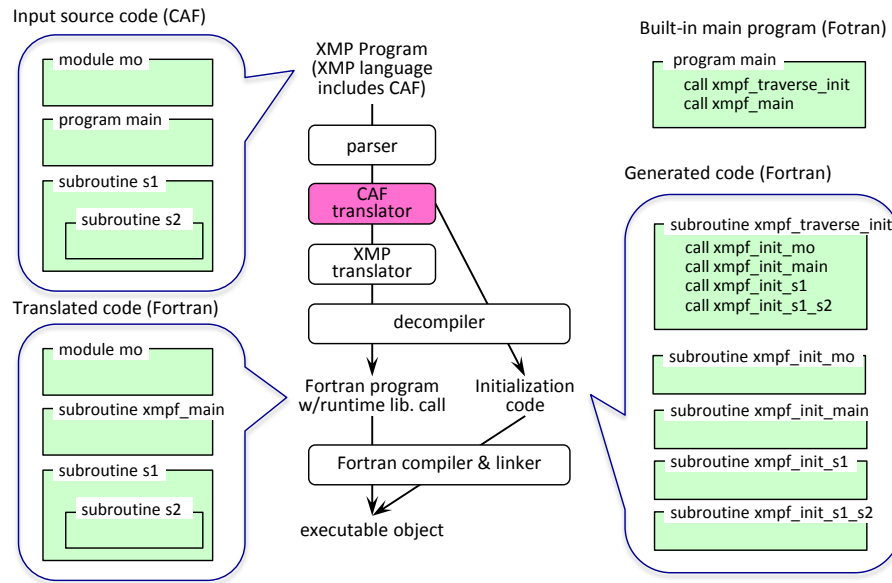 Input source code (CAF)
module mo
program main
subroutine s1
subroutine s2
Translated code (Fortran)
module mo
subroutine xmpf_main
subroutine s1
subroutine s2
XMP Program
(XMP language
includes CAF)
parser
CAF
translator
XMP
translator
decompiler
Fortran program
w/runtime lib. call
Initialization
code
Fortran compiler & linker
executable object
Built-in main program (Fotran)
program main
call xmpf_traverse_init
call xmpf_main
Generated code (Fortran)
subroutine xmpf_traverse_init
call xmpf_init_mo
call xmpf_init_main
call xmpf_init_s1
call xmpf_init_s1_s2
subroutine xmpf_init_mo
subroutine xmpf_init_main
subroutine xmpf_init_s1
subroutine xmpf_init_s1_s2